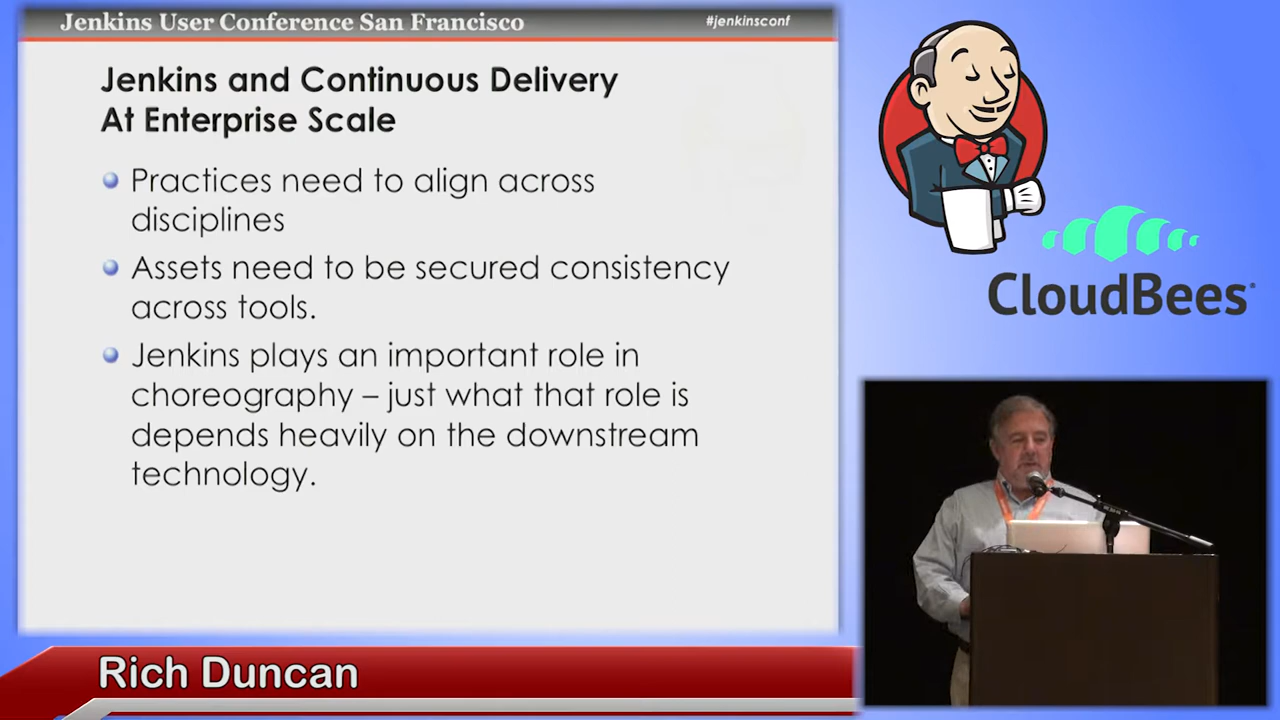 Jenkins User Conference San Francisco
#jenkinsconf
Jenkins and Continuous Delivery
At Enterprise Scale
Practices need to align across
disciplines
Assets need to be secured consistency
across tools.
Jenkins plays an important role in
choreography – just what that role is
depends heavily on the downstream
technology.
CloudBees
Rich Duncan